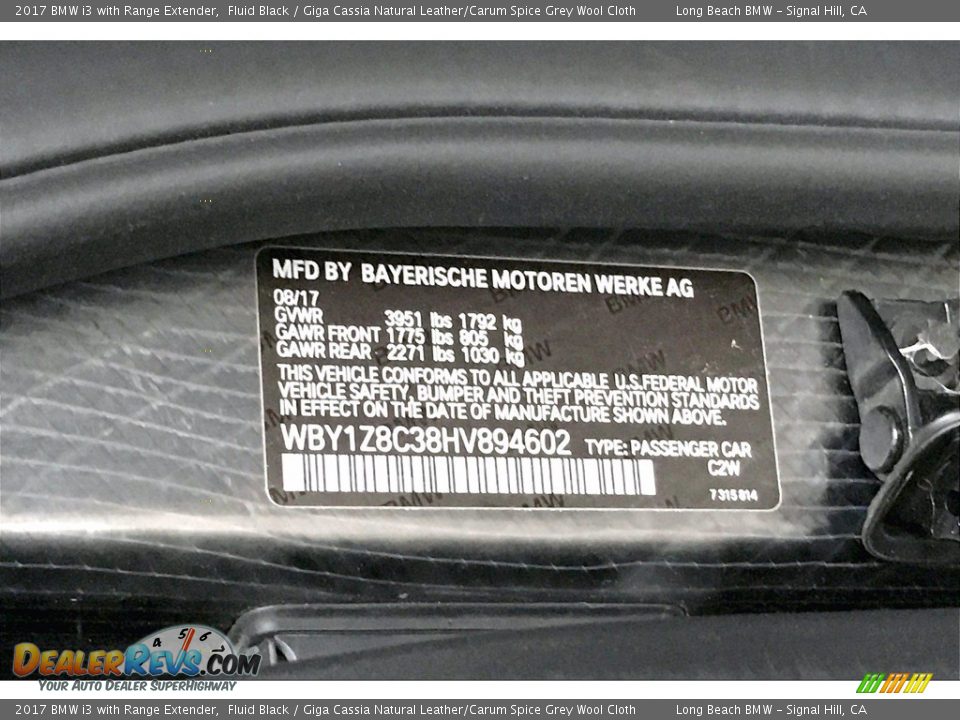 2017 BMW i3 with Range Extender, Fluid Black / Giga Cassia Natural Leather/Carum Spice Grey Wool Cloth Long Beach BMW – Signal Hill, CA
MFD BY BAYERISCHE MOTOREN WERKE AG
08/17
GVWR 3951 lbs 1792 kg
GAWR FRONT 1775 lbs 805 kg
GAWR REAR 2271 lbs 1030 kg
THIS VEHICLE CONFORMS TO ALL APPLICABLE U.S.FEDERAL MOTOR
VEHICLE SAFETY, BUMPER AND THEFT PREVENTION STANDARDS
IN EFFECT ON THE DATE OF MANUFACTURE SHOWN ABOVE.
WBY1Z8C38HV894602 TYPE: PASSENGER CAR
C2W
7315814
4 5 6
DEALERREVS.COM
YOUR AUTO DEALER SUPERHIGHWAY
2017 BMW i3 with Range Extender, Fluid Black / Giga Cassia Natural Leather/Carum Spice Grey Wool Cloth Long Beach BMW – Signal Hill, CA